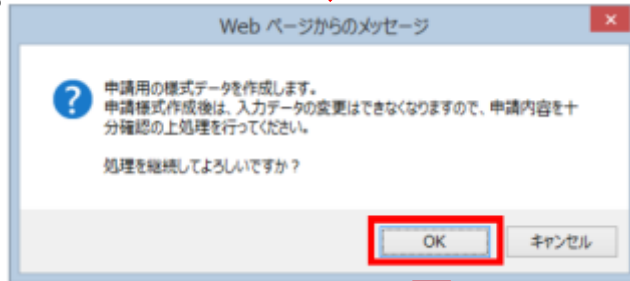 Web ページからのメッセージ
申請用の様式データを作成します。
申請様式作成後は、入力データの変更はできなくなりますので、申請内容を十
分確認の上処理を行ってください。
処理を継続してよろしいですか？
OK
キャンセル